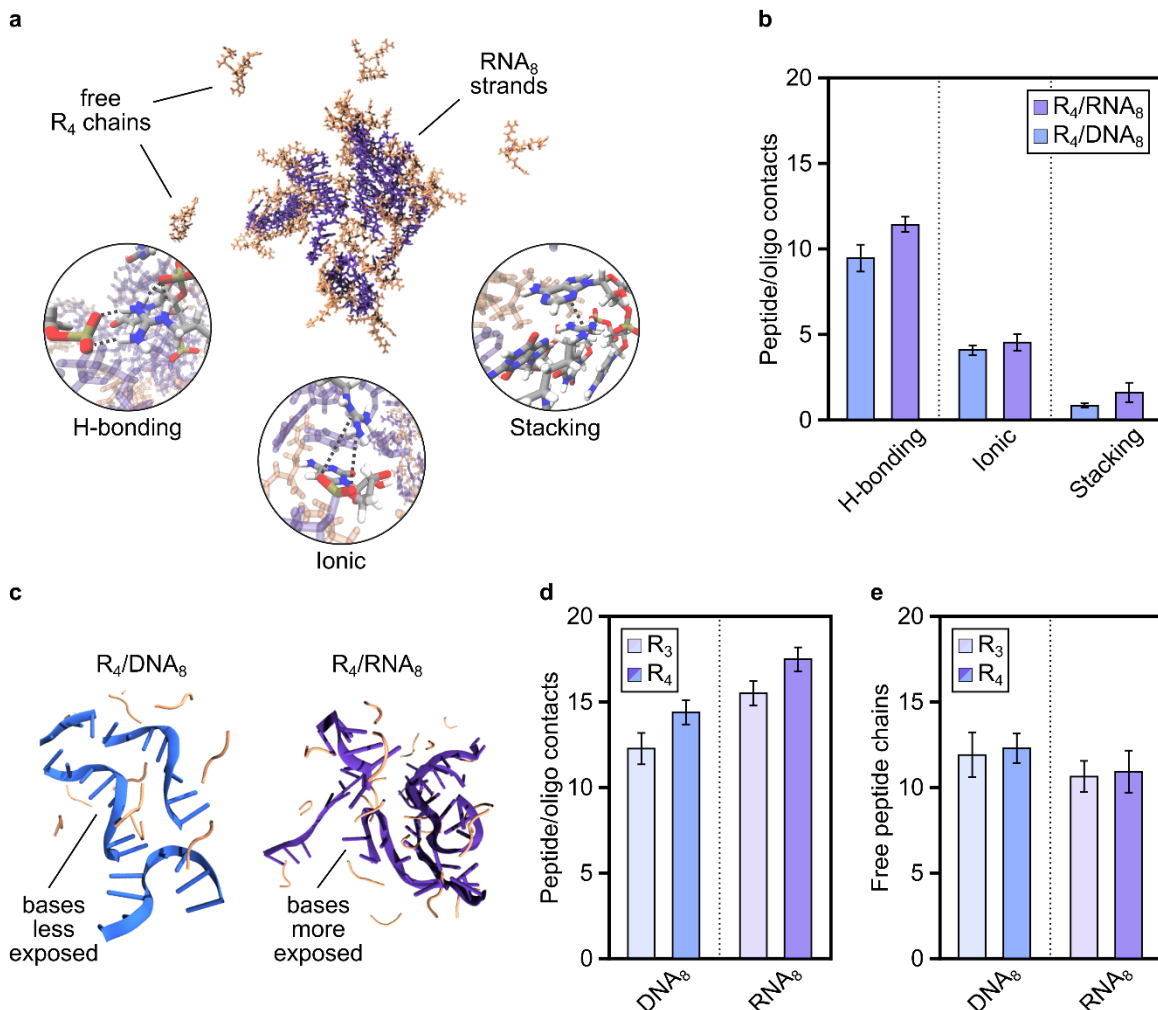 a
free
R₄ chains
RNA₈
strands
H-bonding
Ionic
Stacking
b
Peptide/oligo contacts
20
15
10
5
0
R₄/RNA₈
R₄/DNA₈
H-bonding
Ionic
Stacking
c
R₄/DNA₈
R₄/RNA₈
bases
less
exposed
bases
more
exposed
d
Peptide/oligo contacts
20
15
10
5
0
R₃
R₄
DNA₈
RNA₈
e
Free peptide chains
20
15
10
5
0
R₃
R₄
DNA₈
RNA₈